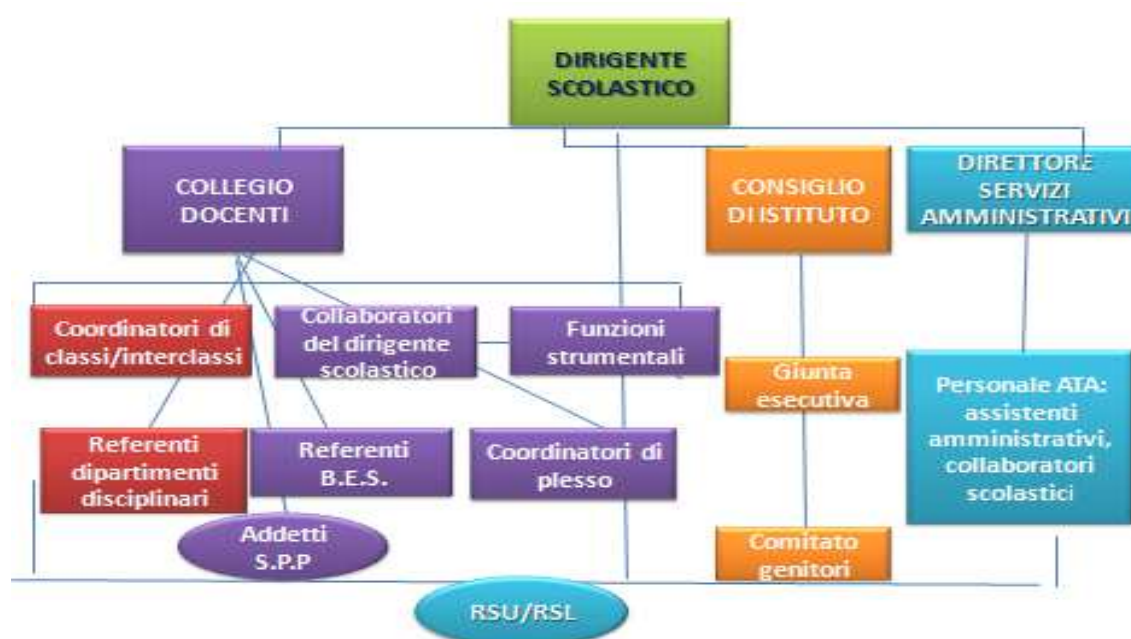 DIRIGENTE
SCOLASTICO
COLLEGIO
DOCENTI
CONSIGLIO
DI ISTITUTO
DIRETTORE
SERVIZI
AMMINISTRATIVI
Coordinatori di
classi/interclassi
Collaboratori
del dirigente
scolastico
Funzioni
strumentali
Giunta
esecutiva
Personale ATA:
assistenti
amministrativi,
collaboratori
scolastici
Referenti
dipartimenti
disciplinari
Referenti
B.E.S.
Coordinatori di
plesso
Addetti
S.P.P
Comitato
genitori
RSU/RSL